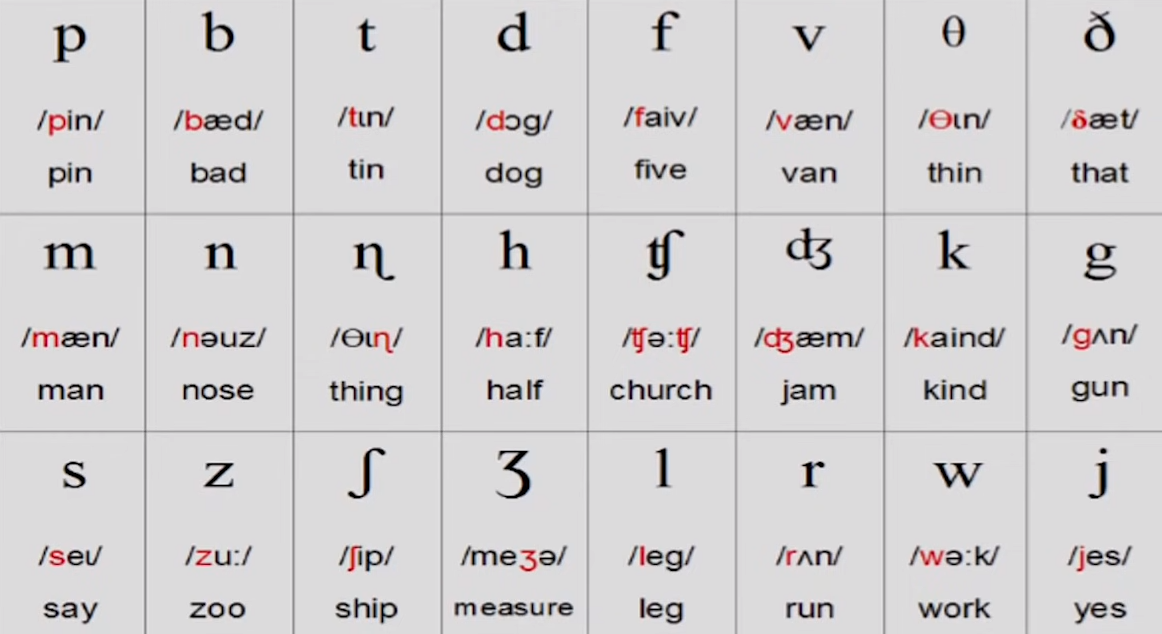 p b t d f v θ ð
/pin/ /bæd/ /tɩn/ /dɔg/ /faiv/ /væn/ /Ɵɩn/ /ðæt/
pin bad tin dog five van thin that
m n ɳ h ʧ ʤ k g
/mæn/ /nəuz/ /Ɵɩɳ/ /ha:f/ /ʧə:ʧ/ /ʤæm/ /kaind/ /gʌn/
man nose thing half church jam kind gun
s z ʃ ʒ l r w j
/seɩ/ /zu:/ /ʃip/ /meʒə/ /leg/ /rʌn/ /wə:k/ /jes/
say zoo ship measure leg run work yes